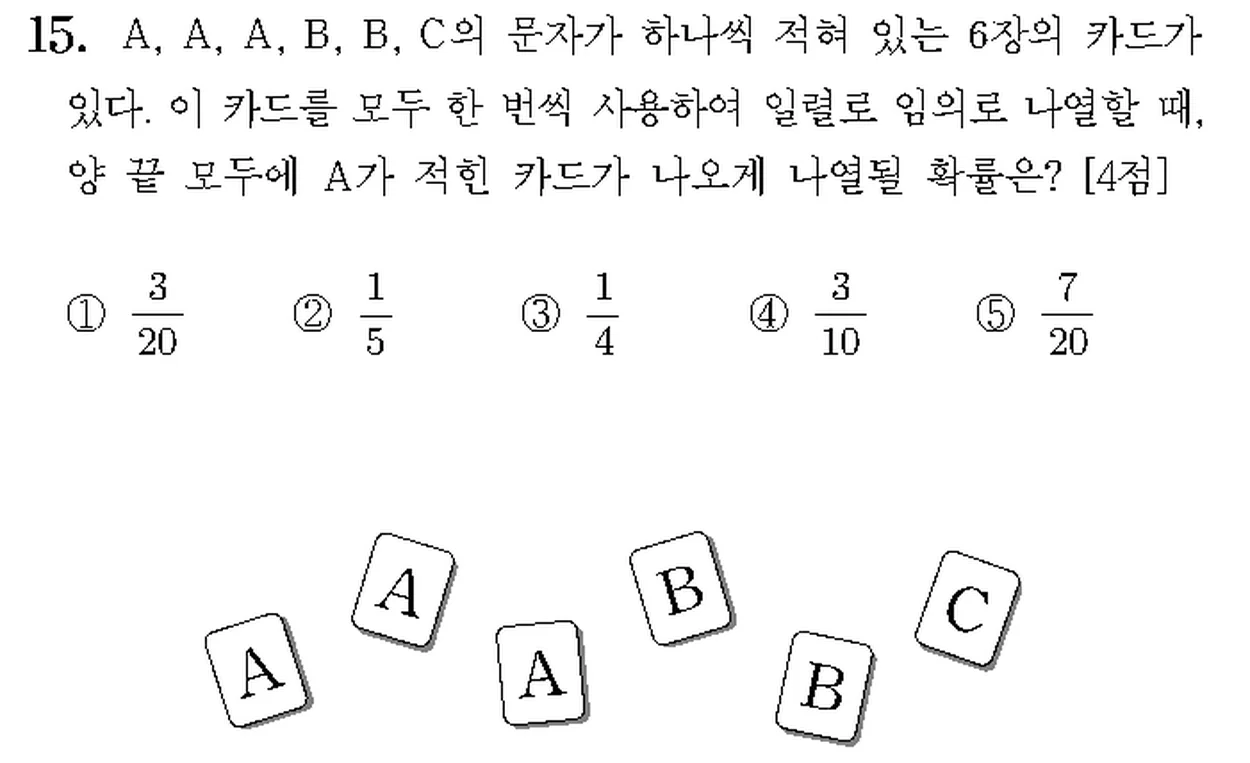 15. A, A, A, B, B, C의 문자가 하나씩 적혀 있는 6장의 카드가
있다. 이 카드를 모두 한 번씩 사용하여 일렬로 임의로 나열할 때,
양 끝 모두에 A가 적힌 카드가 나오게 나열될 확률은? [4점]
① 3/20 ② 1/5 ③ 1/4 ④ 3/10 ⑤ 7/20
A A A B B C